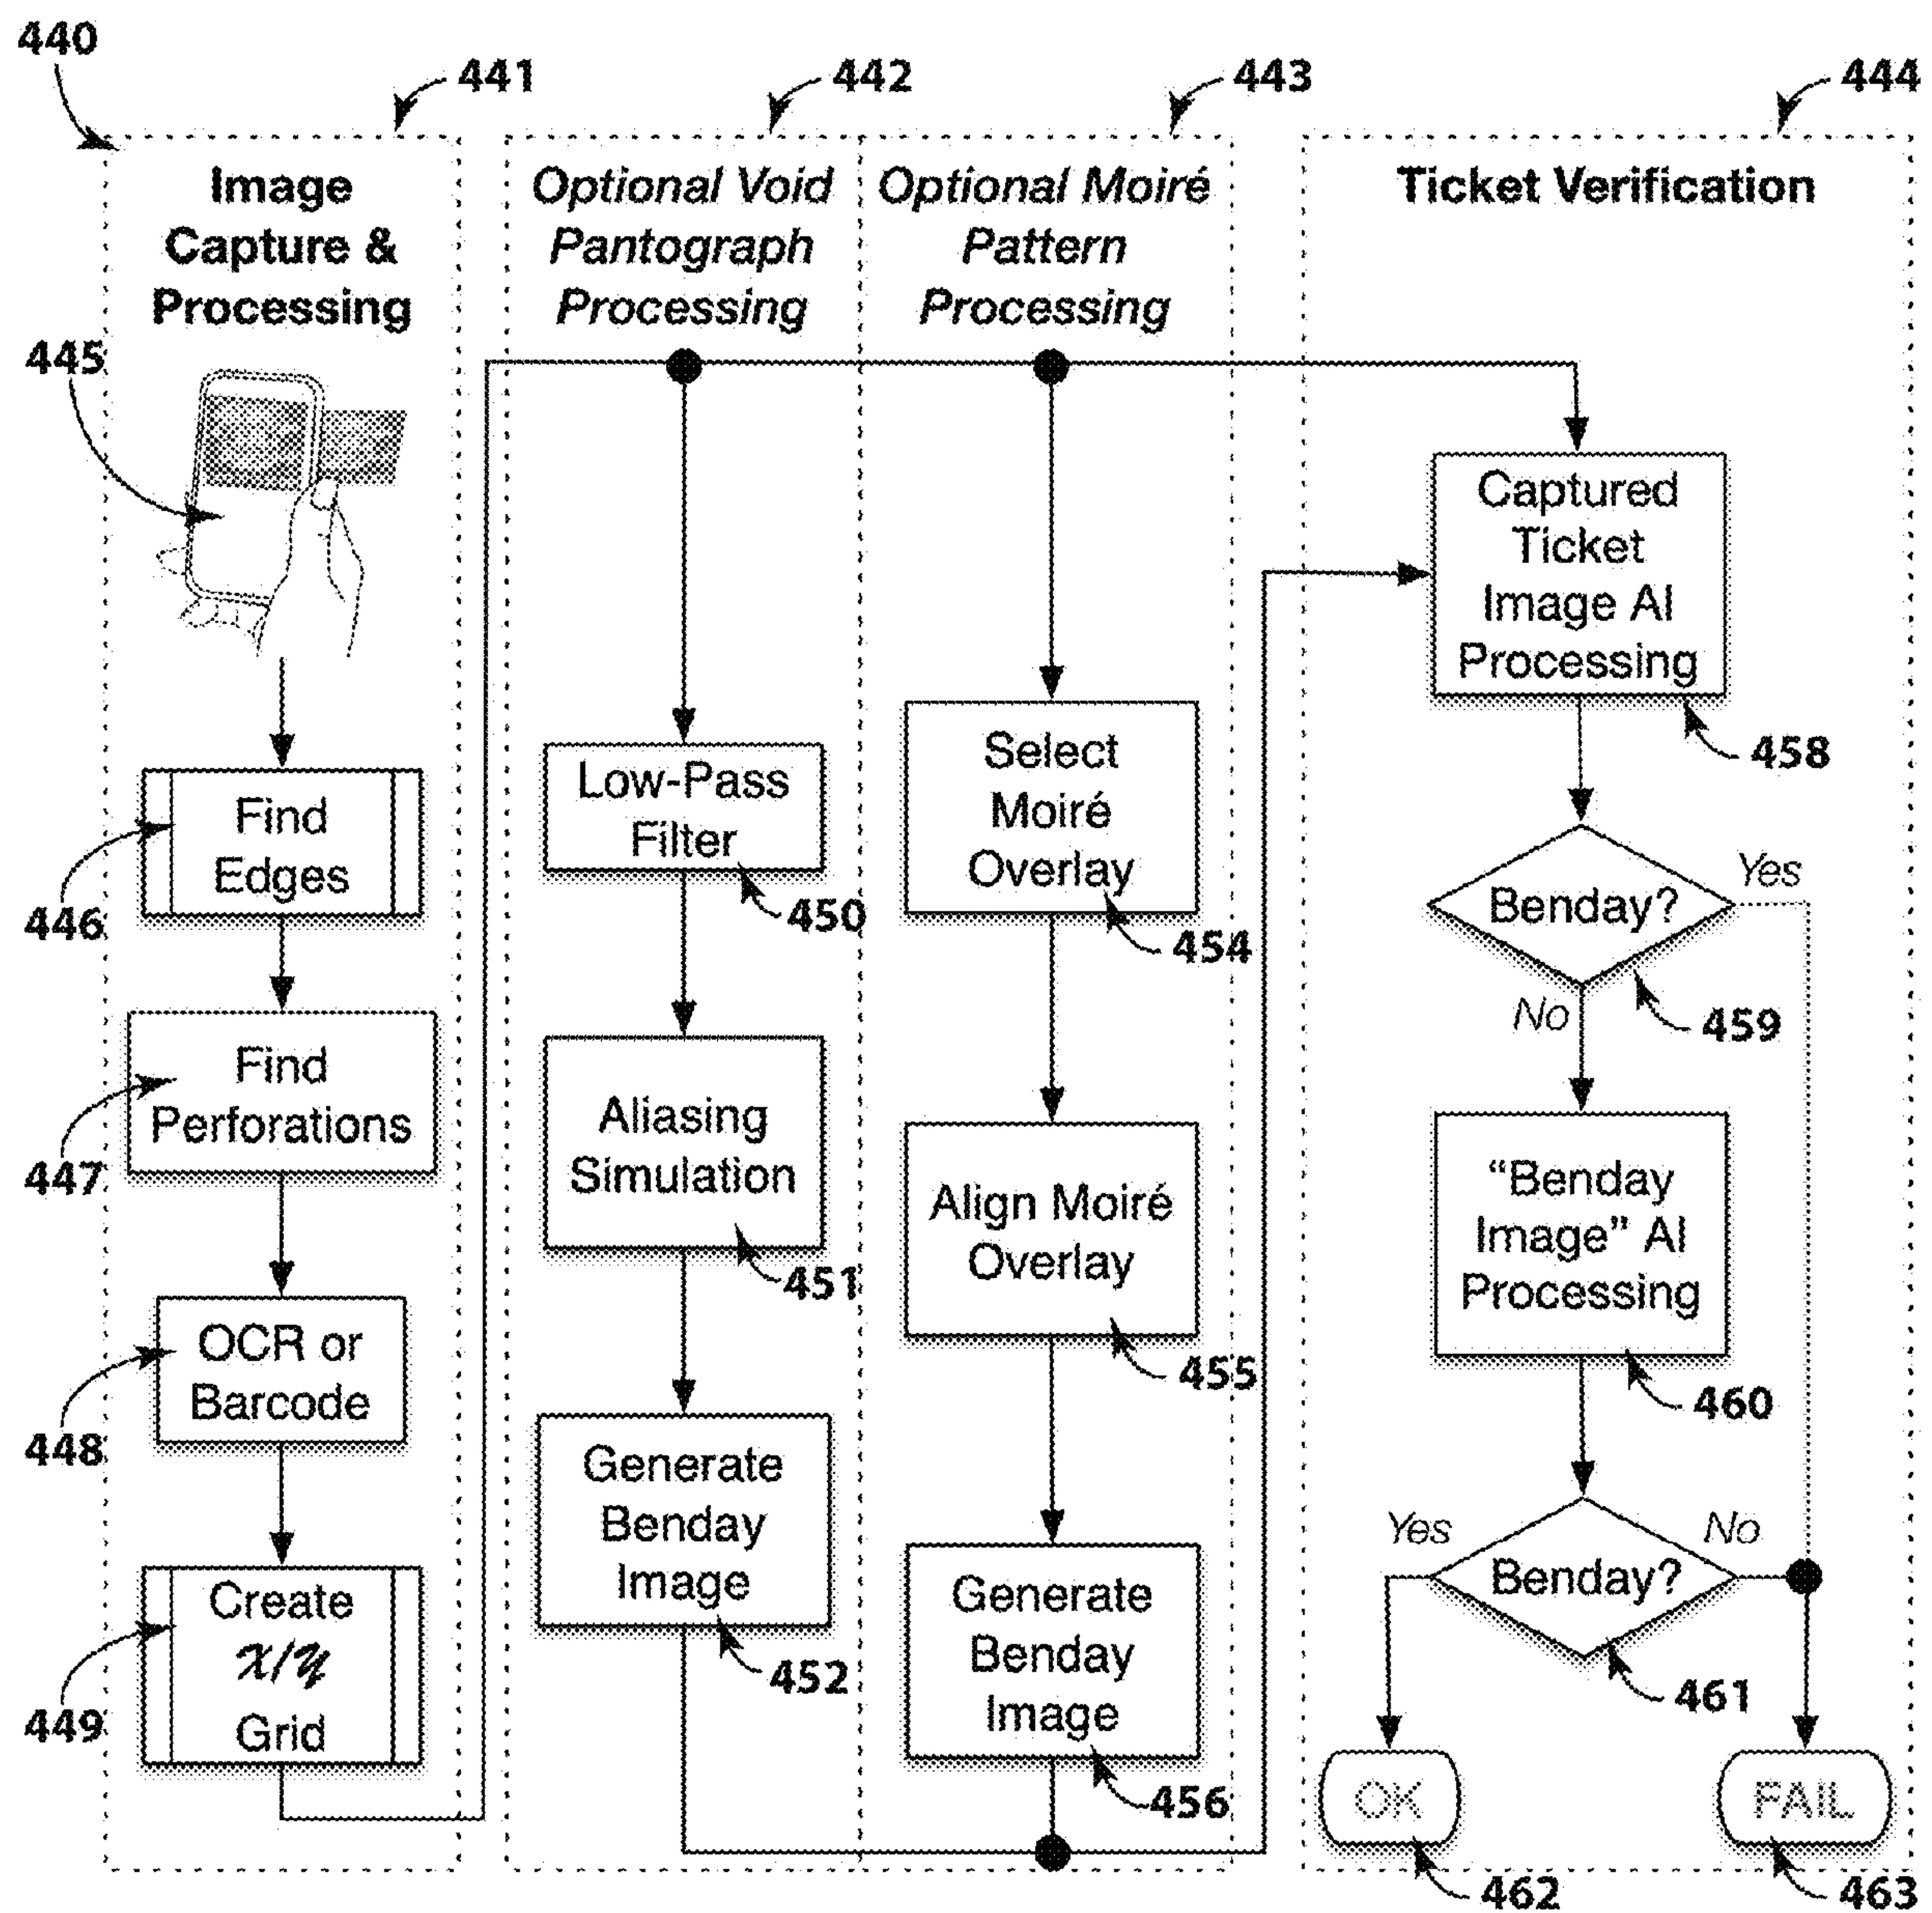 440
441
442
443
444
Image
Capture &
Processing
Optional Void
Pantograph
Processing
Optional Moiré
Pattern
Processing
Ticket Verification
445
Find
Edges
446
Find
Perforations
447
OCR or
Barcode
448
Create
X/Y
Grid
449
Low-Pass
Filter
450
Aliasing
Simulation
451
Generate
Benday
Image
452
Select
Moiré
Overlay
454
Align Moiré
Overlay
455
Generate
Benday
Image
456
Captured
Ticket
Image AI
Processing
458
Benday?
Yes
No
459
“Benday
Image” AI
Processing
460
Yes
No
Benday?
461
OK
FAIL
462
463